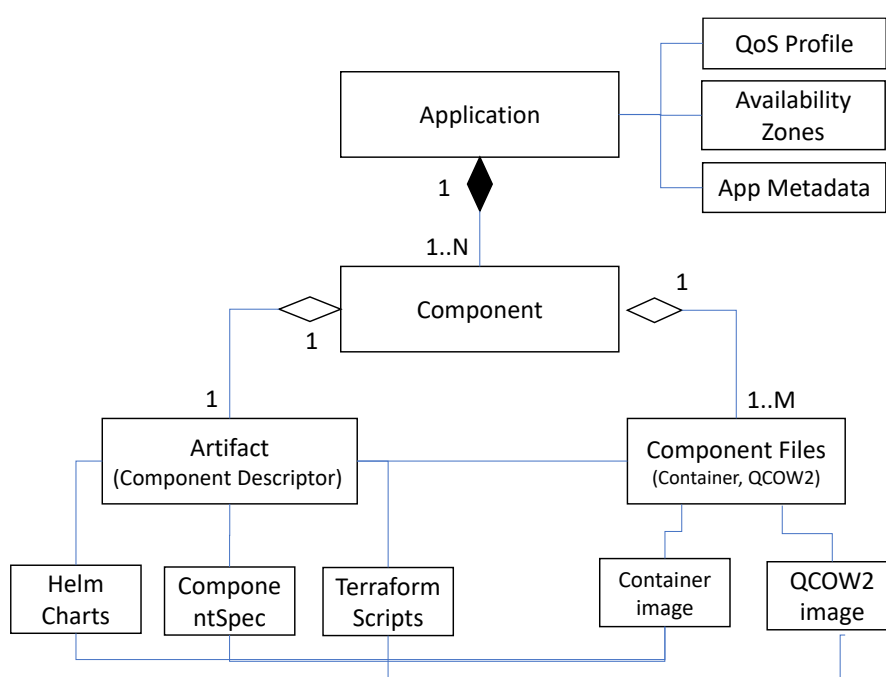 QoS Profile
Application
Availability
Zones
App Metadata
1
1..N
Component
1
1
1
1..M
Artifact
(Component Descriptor)
Component Files
(Container, QCOW2)
Helm
Charts
Compone
ntSpec
Terraform
Scripts
Container
image
QCOW2
image